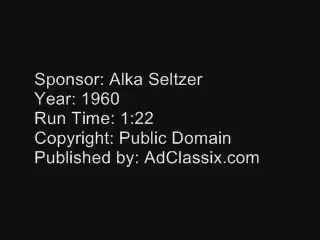 Sponsor: Alka Seltzer
Year: 1960
Run Time: 1:22
Copyright: Public Domain
Published by: AdClassix.com